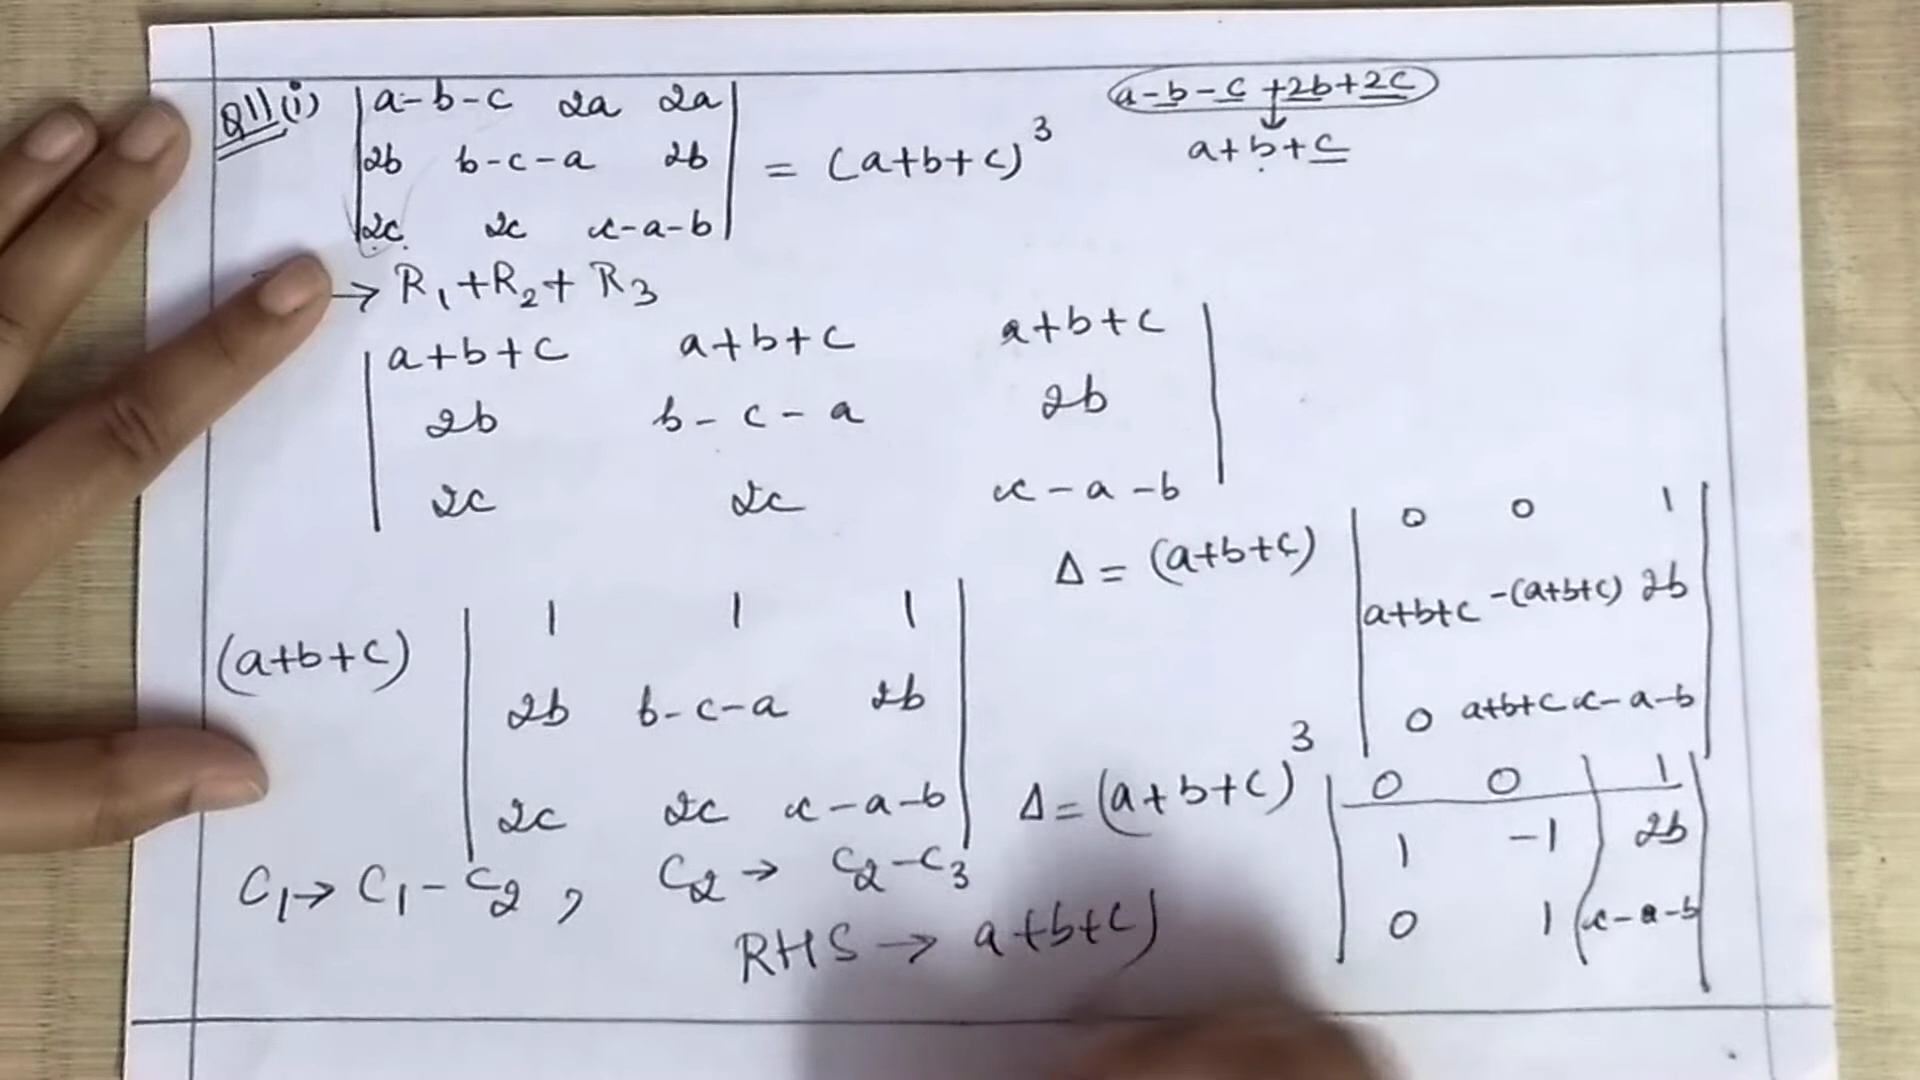 Q11(i) |a-b-c 2a 2a|
|2b b-c-a 2b| = (a+b+c)³
|2c 2c c-a-b|
a-b-c+2b+2c
↓
a+b+c
→ R₁+R₂+R₃
|a+b+c a+b+c a+b+c|
|2b b-c-a 2b|
|2c 2c c-a-b|
(a+b+c) |1 1 1|
|2b b-c-a 2b|
|2c 2c c-a-b|
C₁→C₁-C₂, C₂→C₂-C₃
Δ=(a+b+c) |0 0 1|
|a+b+c -(a+b+c) 2b|
|0 a+b+c c-a-b|
Δ=(a+b+c)³ |0 0 1|
|1 -1 2b|
|0 1 c-a-b|
RHS → a+b+c)